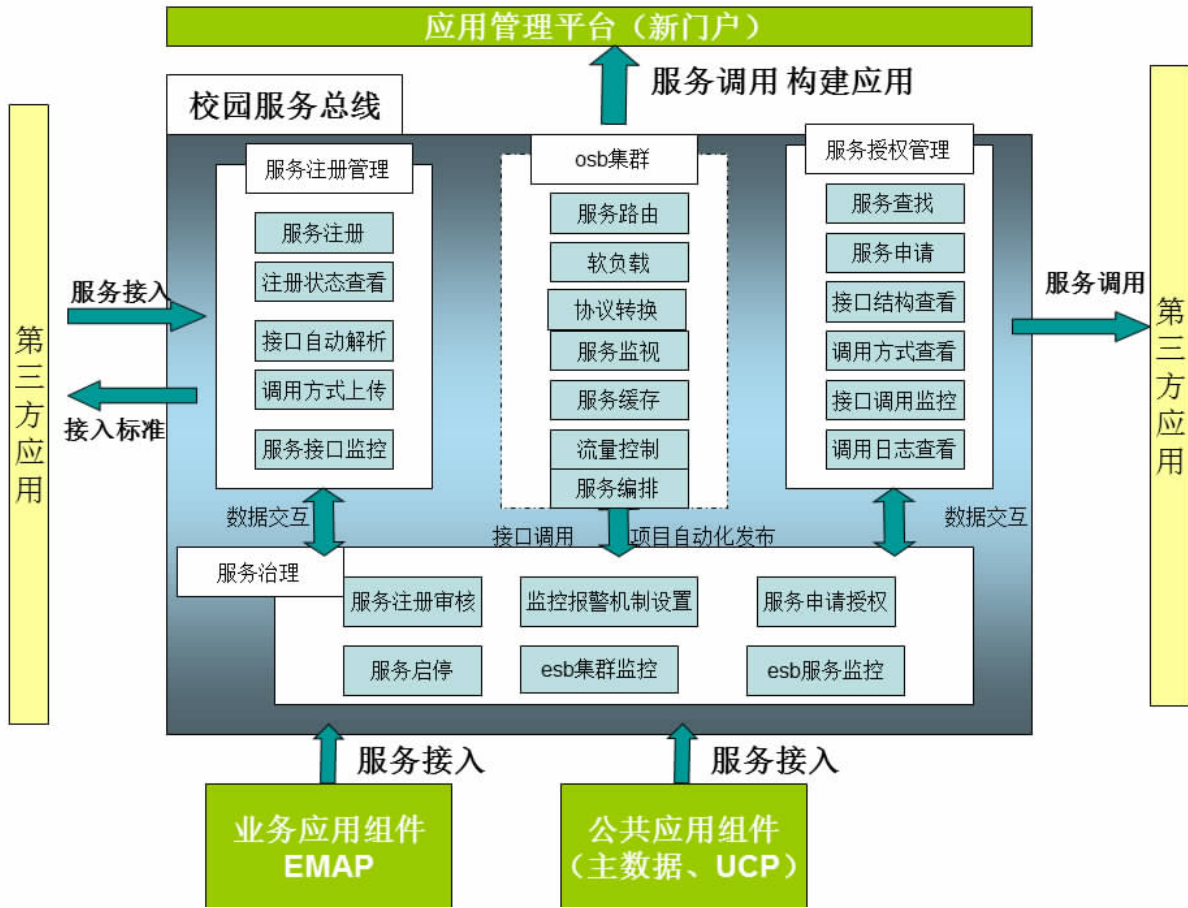 应用管理平台（新门户）
服务调用 构建应用
校园服务总线
服务注册管理
服务注册
注册状态查看
接口自动解析
调用方式上传
服务接口监控
osb集群
服务路由
软负载
协议转换
服务监视
服务缓存
流量控制
服务编排
服务授权管理
服务查找
服务申请
接口结构查看
调用方式查看
接口调用监控
调用日志查看
第三方应用
服务接入
接入标准
服务调用
第三方应用
数据交互
接口调用
项目自动化发布
数据交互
服务治理
服务注册审核
监控报警机制设置
服务申请授权
服务启停
esb集群监控
esb服务监控
服务接入
服务接入
业务应用组件
EMAP
公共应用组件
（主数据、UCP）